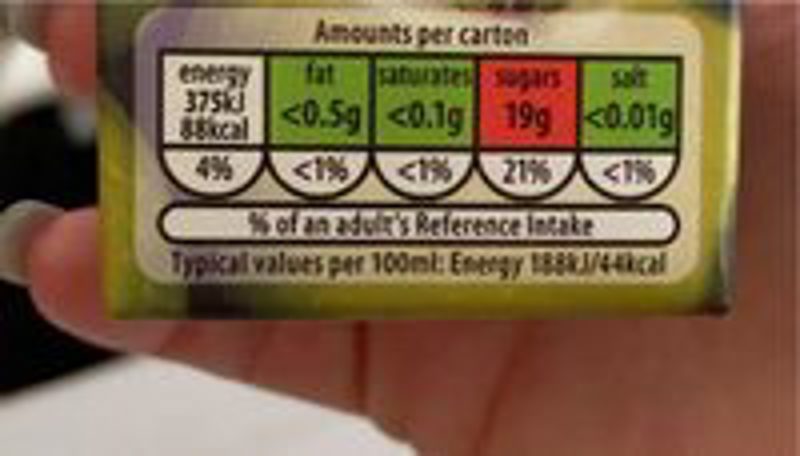 Amounts per carton
energy fat saturates sugars salt
375kJ <0.5g <0.1g 19g <0.01g
88kcal
4% <1% <1% 21% <1%
% of an adult's Reference Intake
Typical values per 100ml: Energy 188kJ/44kcal